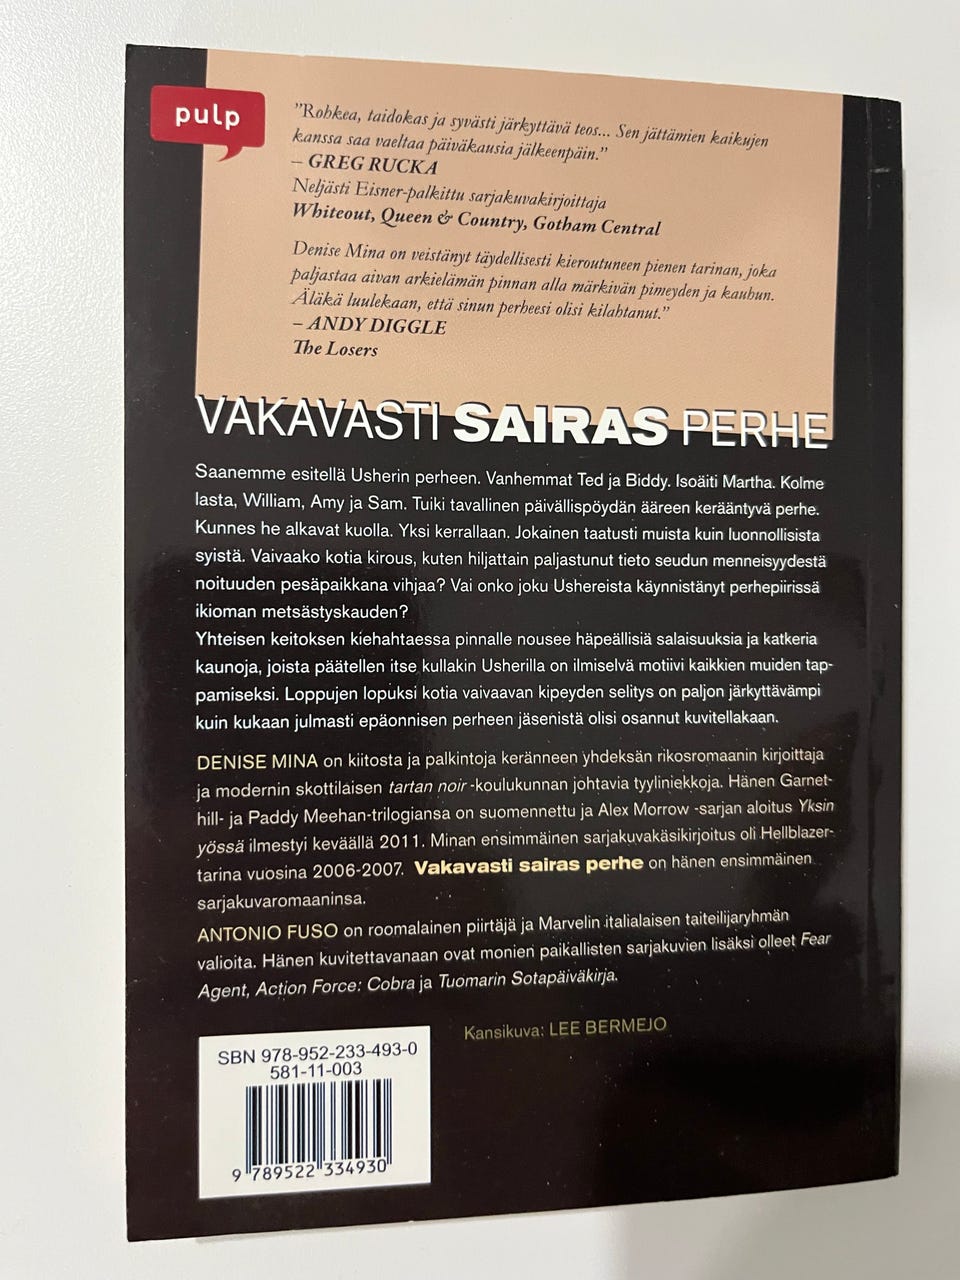 pulp
"Rohkea, taidokas ja syvästi järkyttävä teos... Sen jättämien kaikujen
kanssa saa vaeltaa päiväkausia jälkeenpäin."
– GREG RUCKA
Neljästi Eisner-palkittu sarjakuvakirjoittaja
Whiteout, Queen & Country, Gotham Central
Denise Mina on veistänyt täydellisesti kieroutuneen pienen tarinan, joka
paljastaa aivan arkielämän pinnan alla märkivän pimeyden ja kauhun.
Äläkä luulekaan, että sinun perheesi olisi kilahtanut."
– ANDY DIGGLE
The Losers
VAKAVASTI SAIRAS PERHE
Saanemme esitellä Usherin perheen. Vanhemmat Ted ja Biddy. Isoäiti Martha. Kolme
lasta, William, Amy ja Sam. Tuiki tavallinen päivällispöydän ääreen kerääntyvä perhe.
Kunnes he alkavat kuolla. Yksi kerrallaan. Jokainen taatusti muista kuin luonnollisista
syistä. Vaivaako kotia kirous, kuten hiljattain paljastunut tieto seudun menneisyydestä
noituuden pesäpaikkana vihjaa? Vai onko joku Ushereista käynnistänyt perhepiirissä
ikioman metsästyskauden?
Yhteisen keitoksen kiehahtaessa pinnalle nousee häpeällisiä salaisuuksia ja katkeria
kaunoja, joista päätellen itse kullakin Usherilla on ilmiselvä motiivi kaikkien muiden tap-
pamiseksi. Loppujen lopuksi kotia vaivaavan kipeyden selitys on paljon järkyttävämpi
kuin kukaan julmasti epäonnisen perheen jäsenistä olisi osannut kuvitellakaan.
DENISE MINA on kiitosta ja palkintoja keränneen yhdeksän rikosromaanin kirjoittaja
ja modernin skottilaisen tartan noir -koulukunnan johtavia tyyliniekkoja. Hänen Garnet-
hill- ja Paddy Meehan-trilogiansa on suomennettu ja Alex Morrow -sarjan aloitus Yksin
yössä ilmestyi keväällä 2011. Minan ensimmäinen sarjakuvakäsikirjoitus oli Hellblazer-
tarina vuosina 2006-2007. Vakavasti sairas perhe on hänen ensimmäinen
sarjakuvaromaaninsa.
ANTONIO FUSO on roomalainen piirtäjä ja Marvelin italialaisen taiteilijaryhmän
valioita. Hänen kuvitettavanaan ovat monien paikallisten sarjakuvien lisäksi olleet Fear
Agent, Action Force: Cobra ja Tuomarin Sotapäiväkirja.
Kansikuva: LEE BERMEJO
SBN 978-952-233-493-0
581-11-003
9 789522 334930